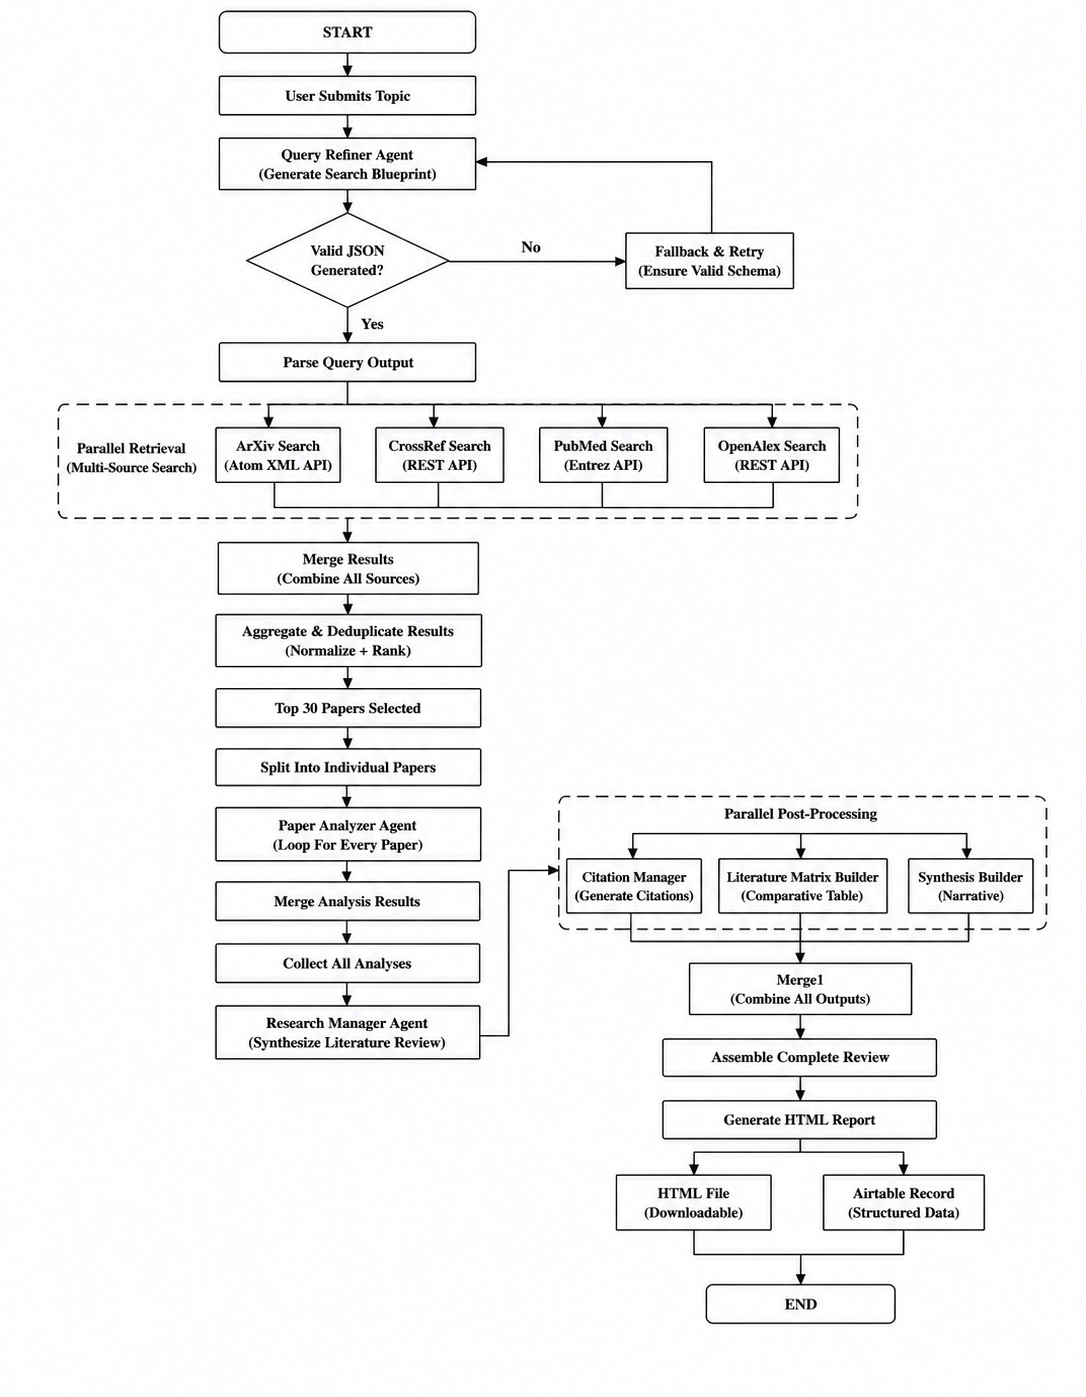 START
User Submits Topic
Query Refiner Agent
(Generate Search Blueprint)
Valid JSON
Generated?
No
Fallback & Retry
(Ensure Valid Schema)
Yes
Parse Query Output
Parallel Retrieval
(Multi-Source Search)
ArXiv Search
(Atom XML API)
CrossRef Search
(REST API)
PubMed Search
(Entrez API)
OpenAlex Search
(REST API)
Merge Results
(Combine All Sources)
Aggregate & Deduplicate Results
(Normalize + Rank)
Top 30 Papers Selected
Split Into Individual Papers
Paper Analyzer Agent
(Loop For Every Paper)
Merge Analysis Results
Collect All Analyses
Research Manager Agent
(Synthesize Literature Review)
Parallel Post-Processing
Citation Manager
(Generate Citations)
Literature Matrix Builder
(Comparative Table)
Synthesis Builder
(Narrative)
Merge1
(Combine All Outputs)
Assemble Complete Review
Generate HTML Report
HTML File
(Downloadable)
Airtable Record
(Structured Data)
END